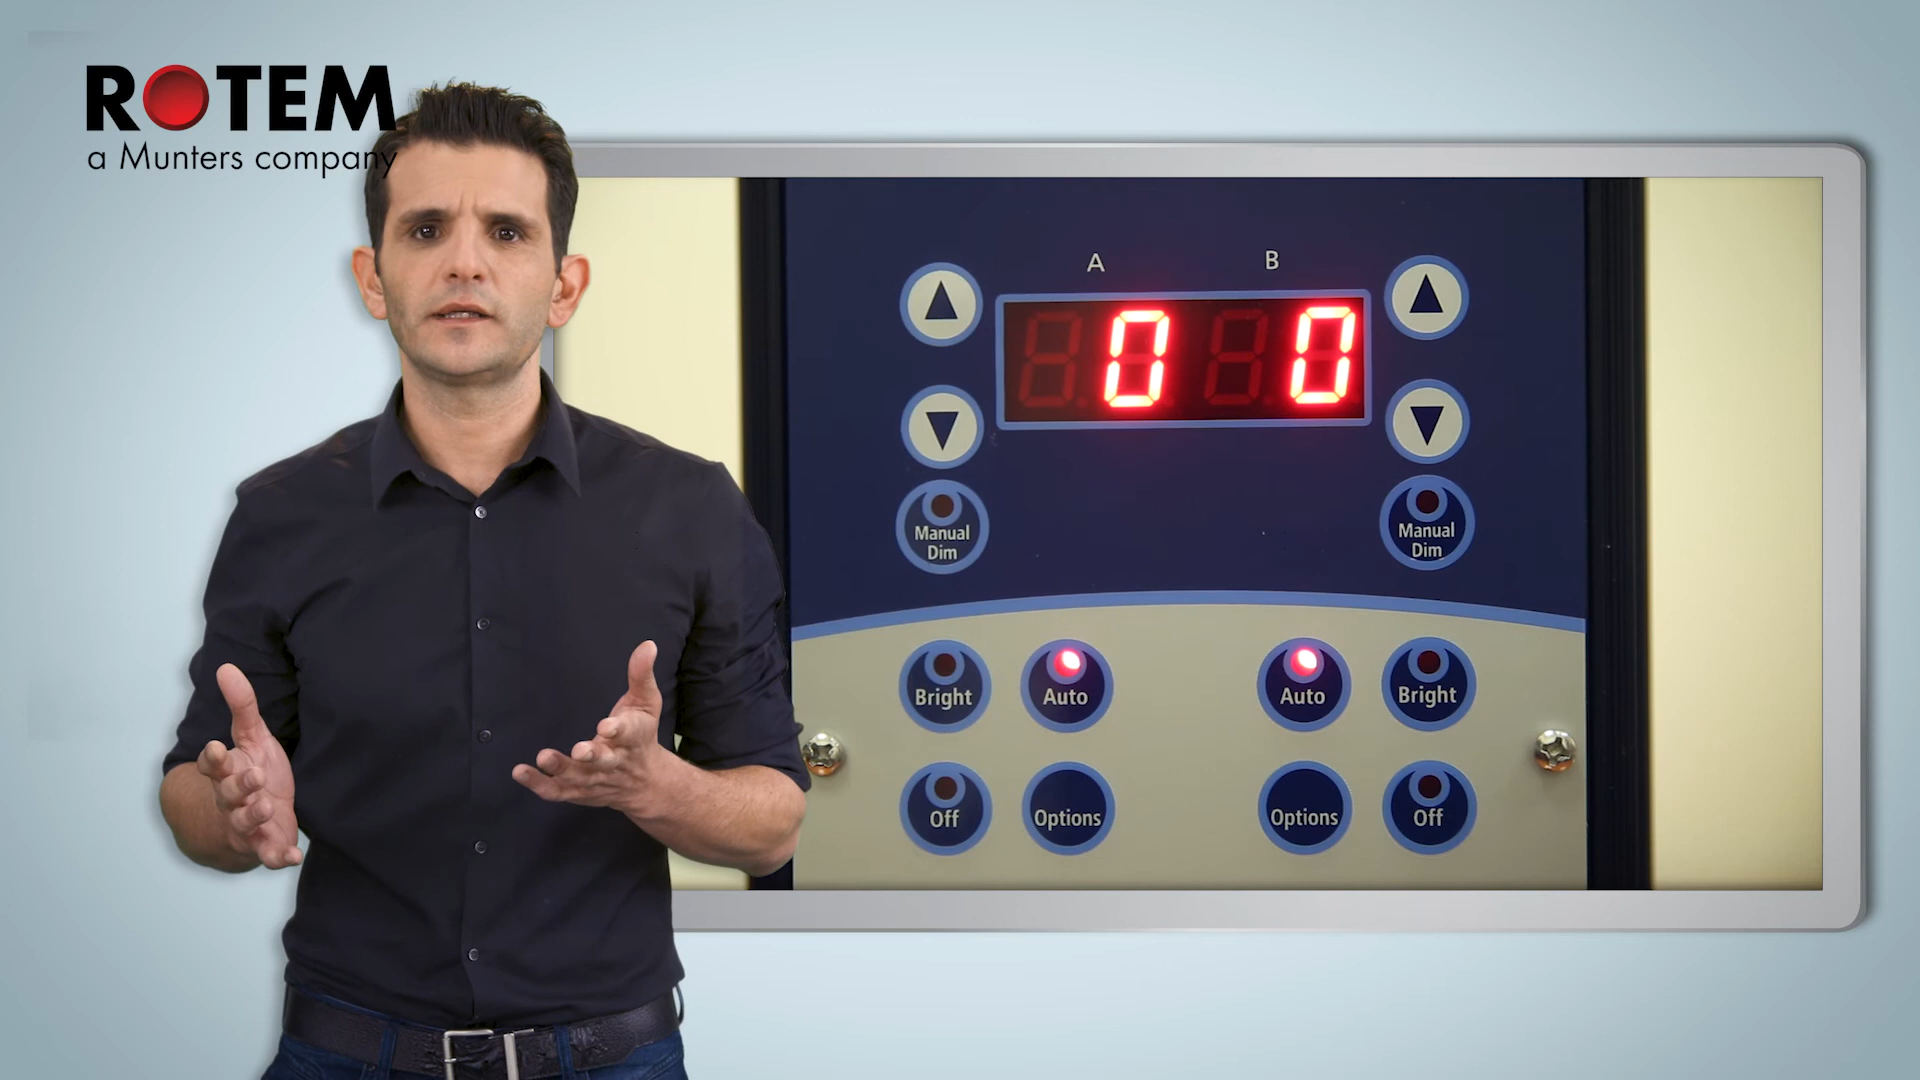 ROTEM
a Munters company
A B
0 0
Manual
Dim
Manual
Dim
Bright Auto Auto Bright
Off Options Options Off